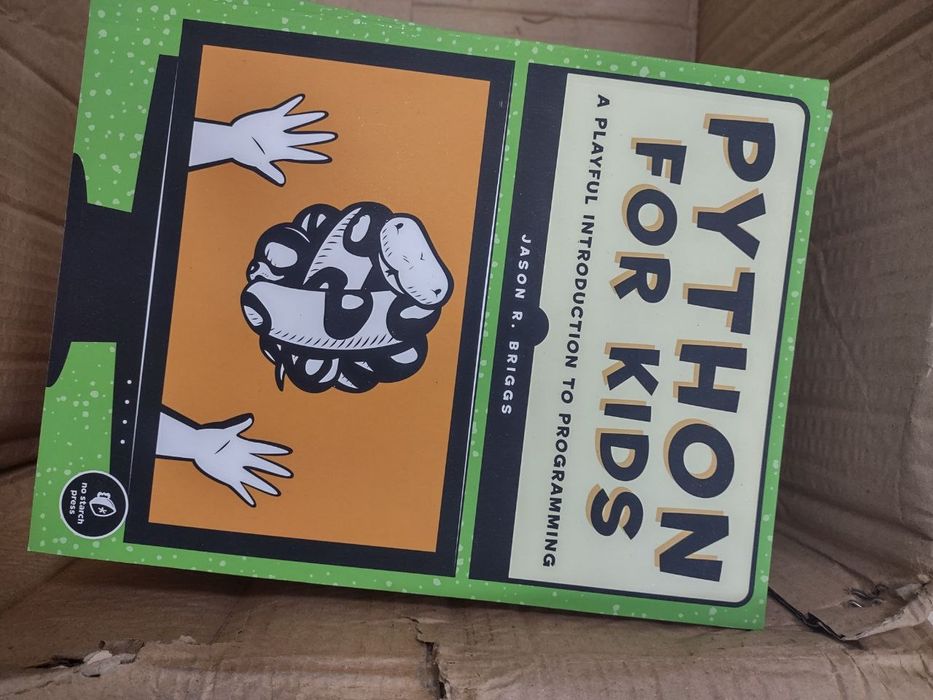 PYTHON
FOR KIDS
A PLAYFUL INTRODUCTION TO PROGRAMMING
JASON R. BRIGGS
no starch
press